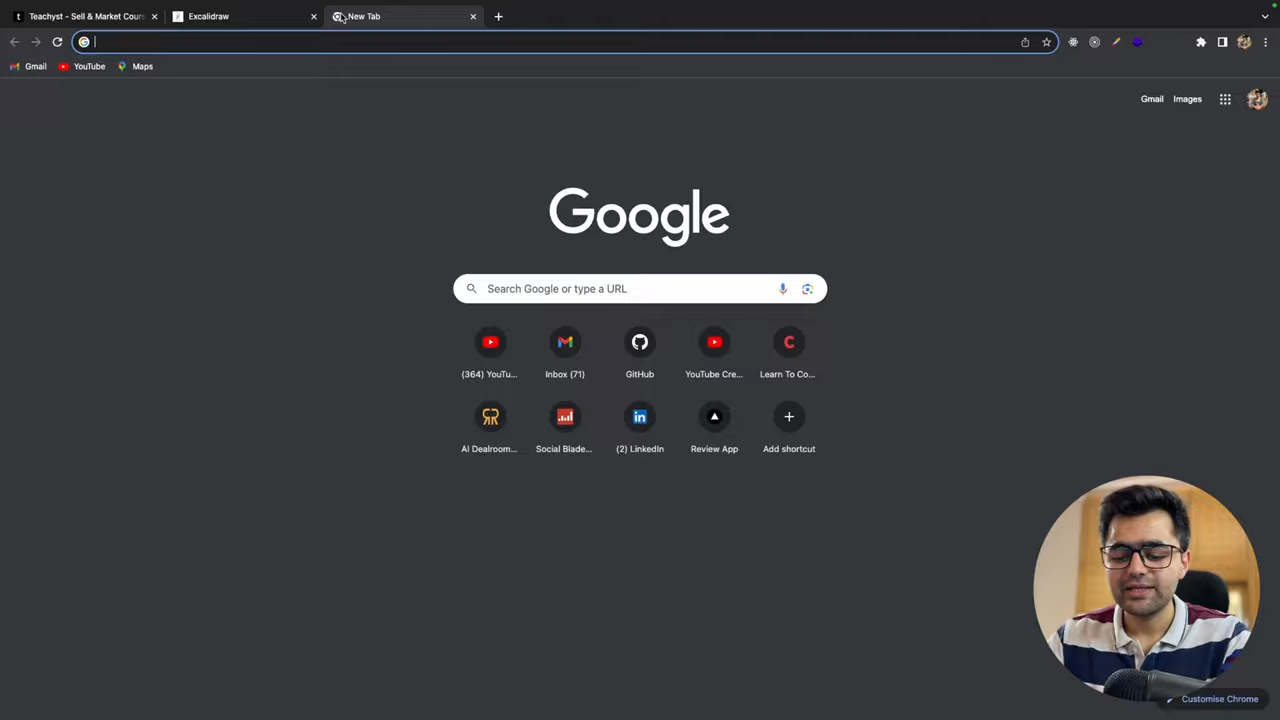 Teachyst - Sell & Market Cours
Excalidraw
New Tab
Gmail
YouTube
Maps
Gmail
Images
Google
Search Google or type a URL
(364) YouTu...
Inbox (71)
GitHub
YouTube Cre...
Learn To Co...
AI Dealroom...
Social Blade...
(2) LinkedIn
Review App
Add shortcut
Customise Chrome